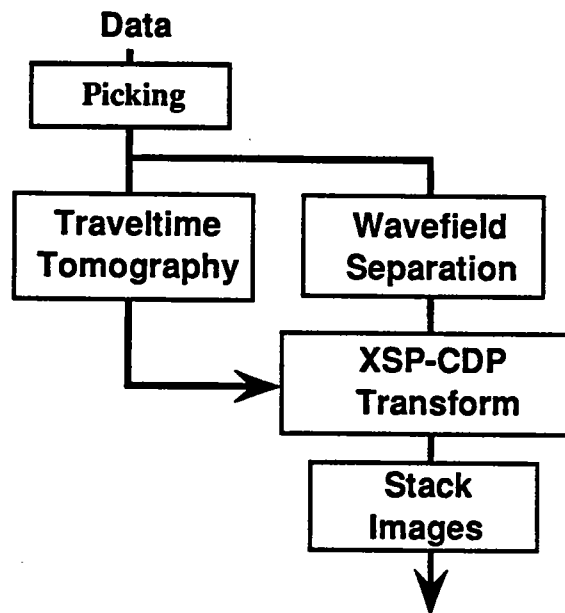 Data
Picking
Traveltime
Tomography
Wavefield
Separation
XSP-CDP
Transform
Stack
Images